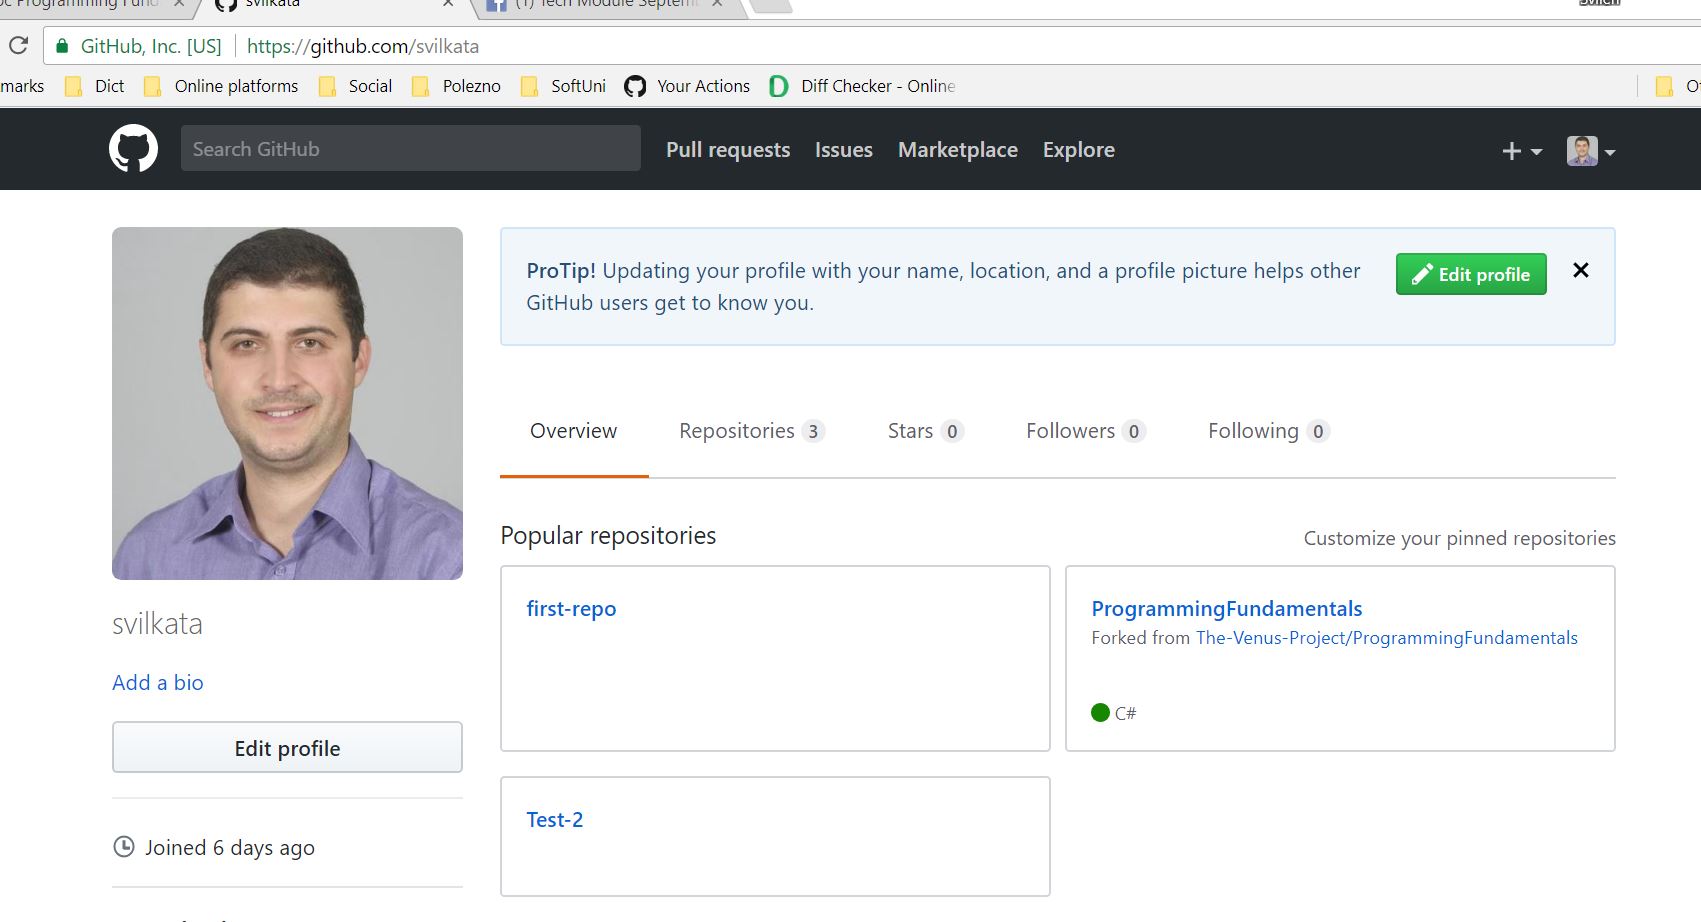 svilkata
(1) Tech Module Septem
GitHub, Inc. [US] https://github.com/svilkata
marks Dict Online platforms Social Polezno SoftUni Your Actions Diff Checker - Online
Search GitHub Pull requests Issues Marketplace Explore
ProTip! Updating your profile with your name, location, and a profile picture helps other
GitHub users get to know you.
Edit profile
Overview Repositories 3 Stars 0 Followers 0 Following 0
Popular repositories
Customize your pinned repositories
first-repo
ProgrammingFundamentals
Forked from The-Venus-Project/ProgrammingFundamentals
C#
Test-2
svilkata
Add a bio
Edit profile
Joined 6 days ago